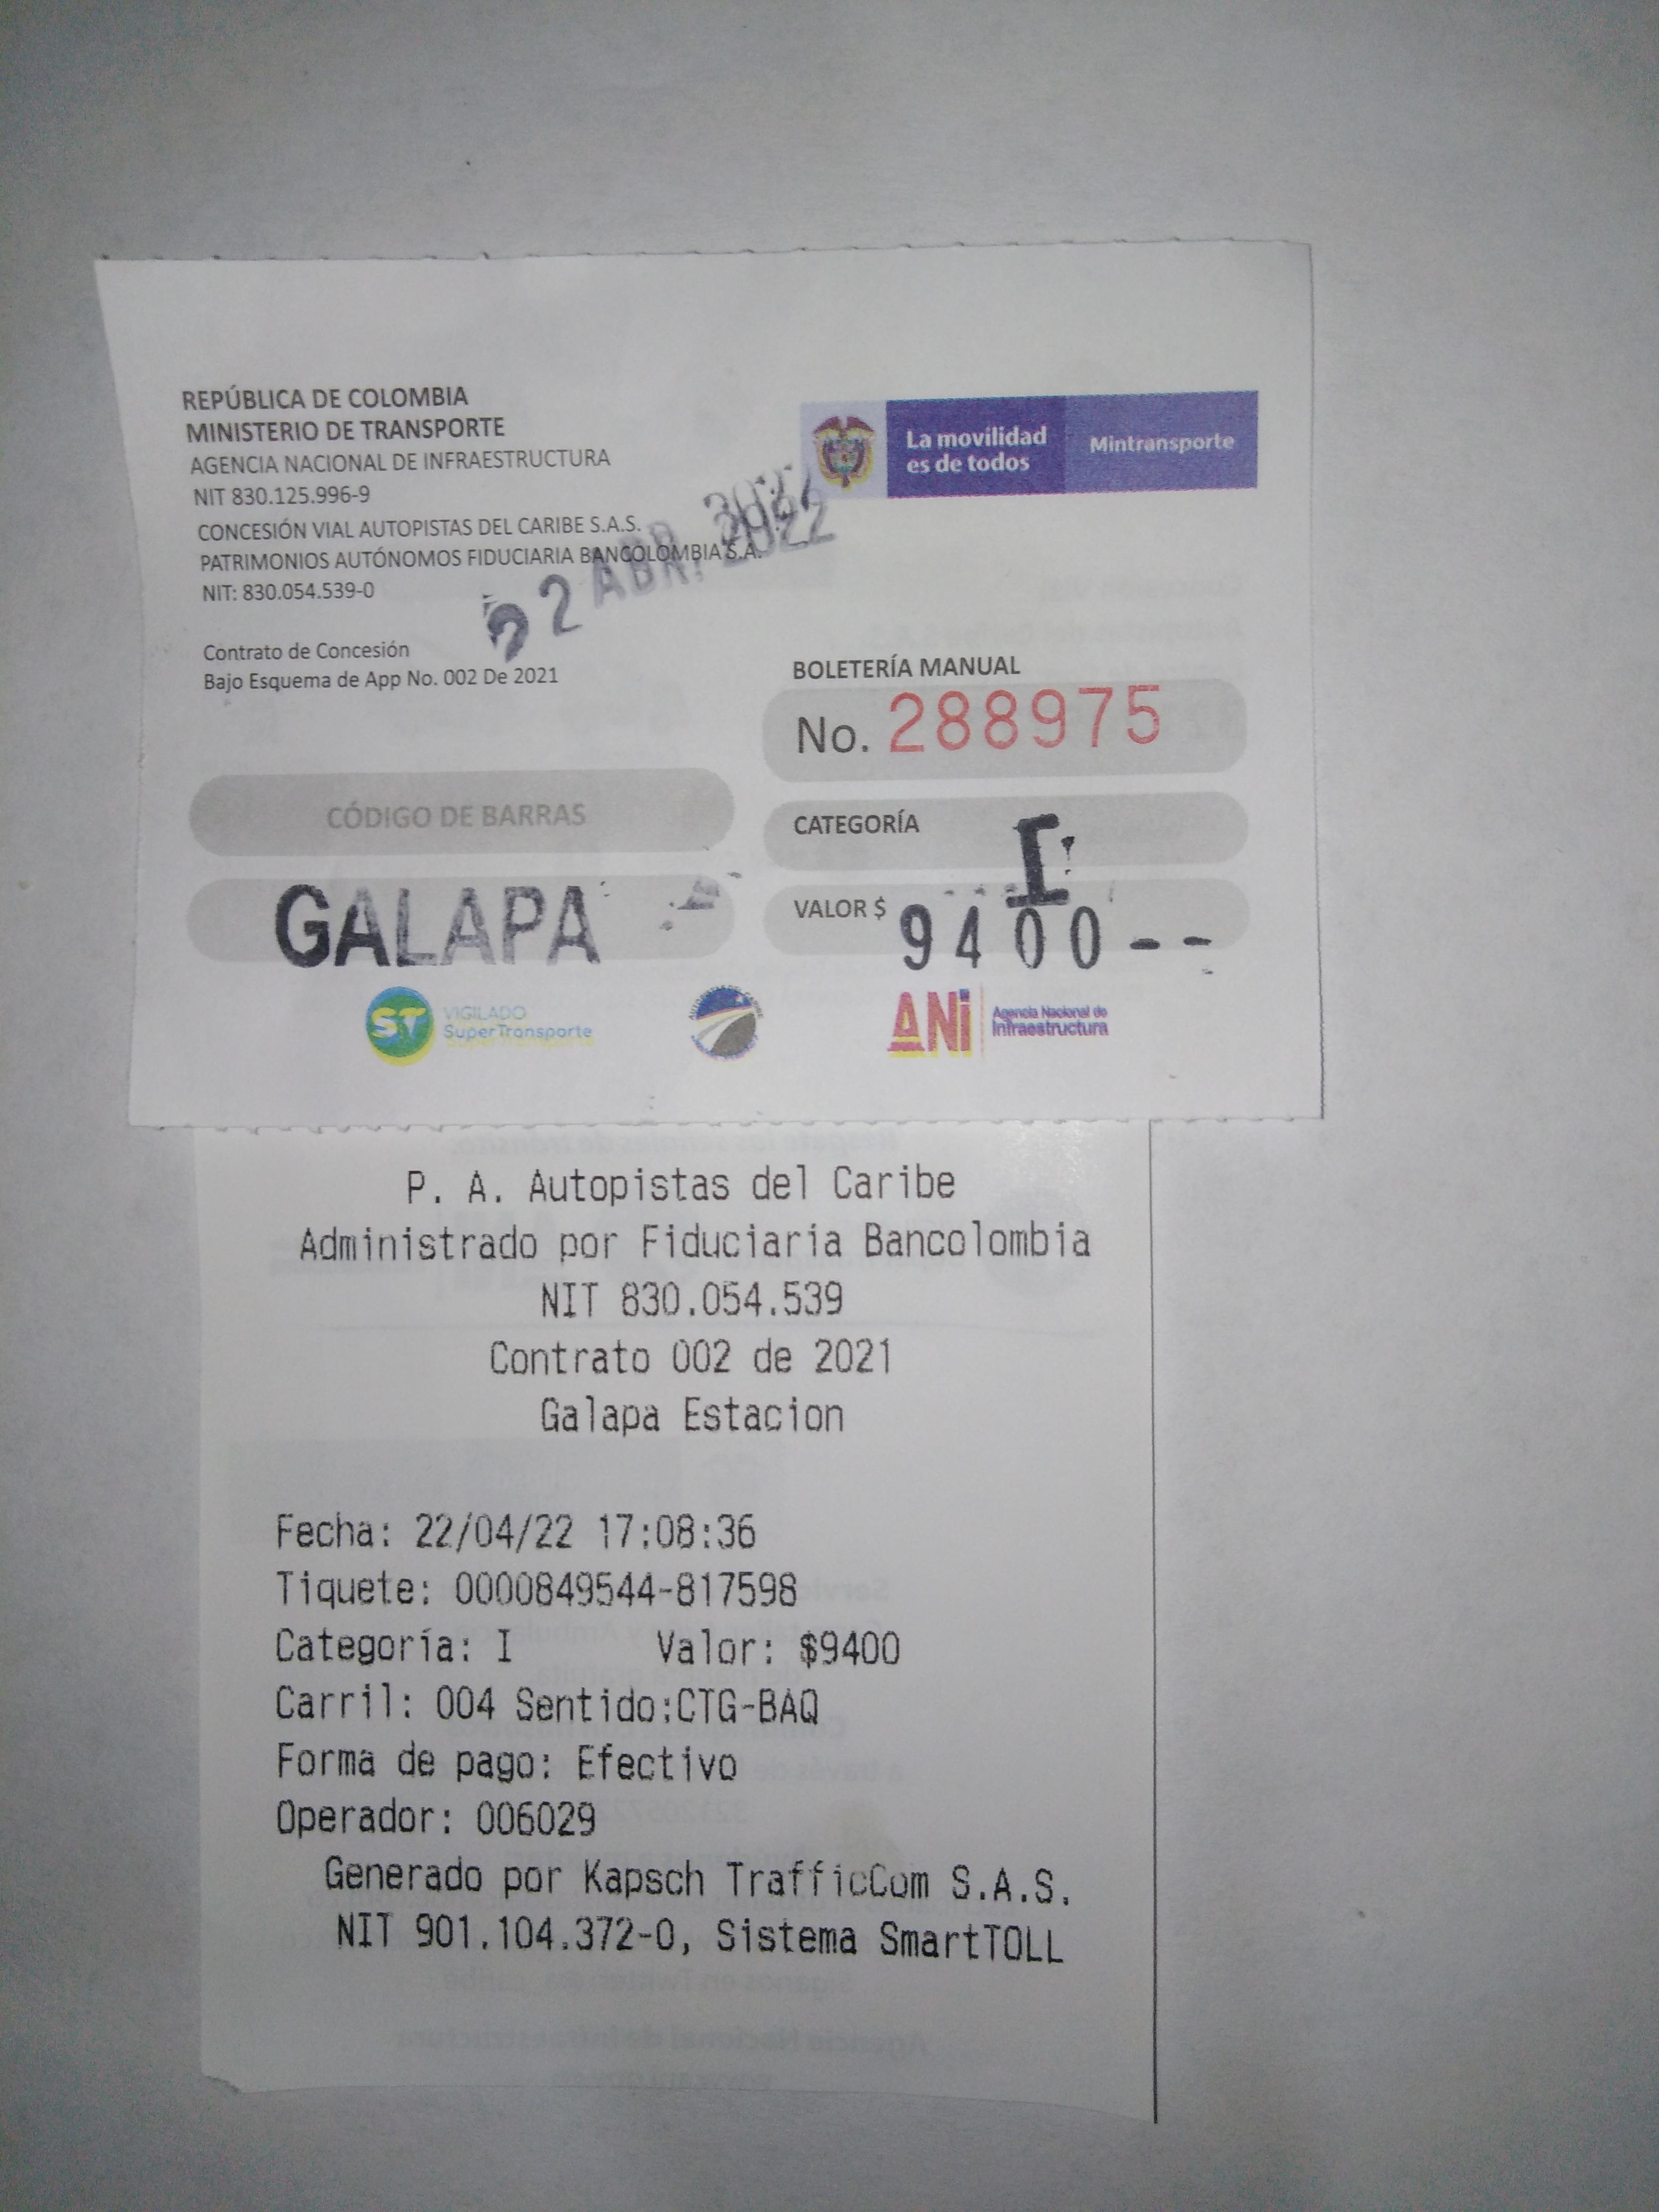 REPÚBLICA DE COLOMBIA
MINISTERIO DE TRANSPORTE
AGENCIA NACIONAL DE INFRAESTRUCTURA
NIT 830.125.996-9
CONCESIÓN VIAL AUTOPISTAS DEL CARIBE S.A.S.
PATRIMONIOS AUTÓNOMOS FIDUCIARIA BANCOLOMBIA S.A.
NIT: 830.054.539-0
La movilidad
es de todos
Mintransporte
22 ABR. 2022
Contrato de Concesión
Bajo Esquema de App No. 002 De 2021
BOLETERÍA MANUAL
No. 288975
CÓDIGO DE BARRAS
CATEGORÍA I
GALAPA
VALOR $ 9400--
ST VIGILADO
SuperTransporte
ANi Agencia Nacional de
Infraestructura
P. A. Autopistas del Caribe
Administrado por Fiduciaria Bancolombia
NIT 830.054.539
Contrato 002 de 2021
Galapa Estacion
Fecha: 22/04/22 17:08:36
Tiquete: 0000849544-817598
Categoría: I Valor: $9400
Carril: 004 Sentido:CTG-BAQ
Forma de pago: Efectivo
Operador: 006029
Generado por Kapsch TrafficCom S.A.S.
NIT 901.104.372-0, Sistema SmartTOLL